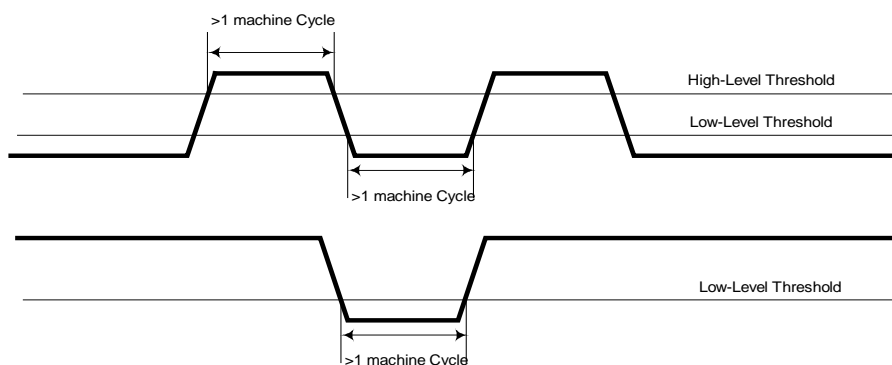 >1 machine Cycle
High-Level Threshold
Low-Level Threshold
>1 machine Cycle
Low-Level Threshold
>1 machine Cycle